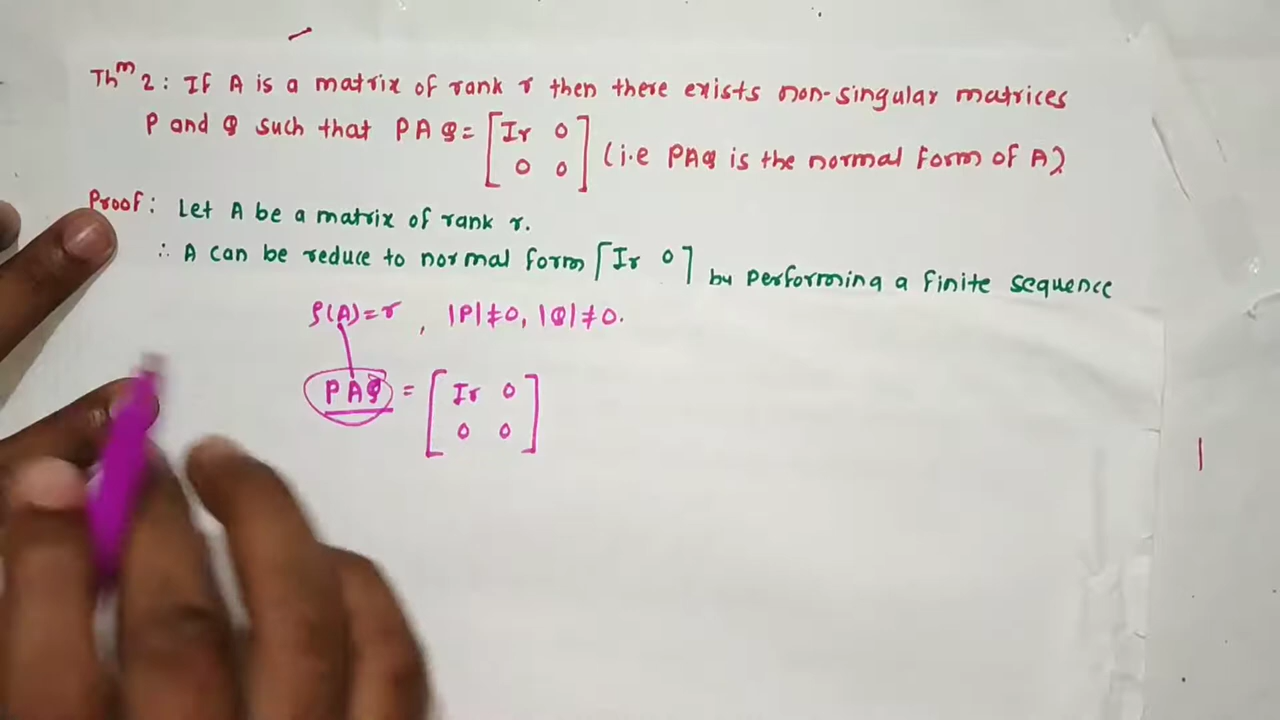 Thm 2: If A is a matrix of rank r then there exists non-singular matrices
P and Q such that PAQ = [Ir 0
0 0] (i.e PAQ is the normal form of A)
Proof: Let A be a matrix of rank r.
∴ A can be reduce to normal form [Ir 0] by performing a finite sequence
ρ(A)=r , |P|≠0, |Q|≠0.
PAQ = [Ir 0
0 0]